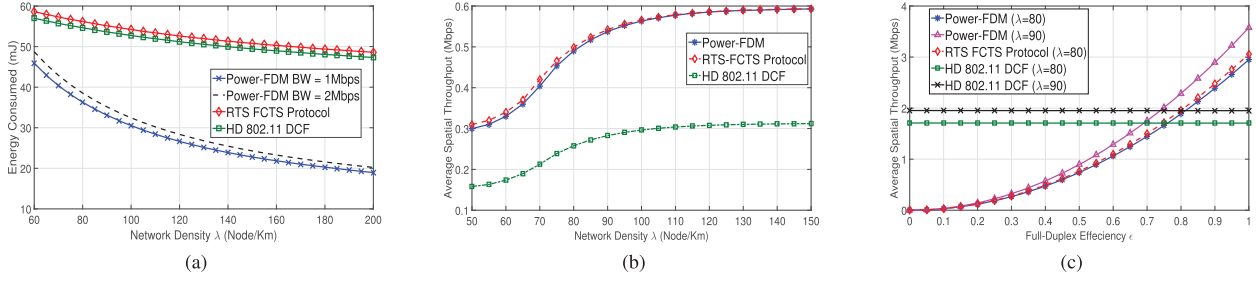 Energy Consumed (mJ)
60
50
40
30
20
10
Power-FDM BW = 1Mbps
Power-FDM BW = 2Mbps
RTS FCTS Protocol
HD 802.11 DCF
60 80 100 120 140 160 180 200
Network Density λ (Node/Km)
(a)
Average Spatial Throughput (Mbps)
0.6
0.5
0.4
0.3
0.2
0.1
Power-FDM
RTS-FCTS Protocol
HD 802.11 DCF
50 60 70 80 90 100 110 120 130 140 150
Network Density λ (Node/Km)
(b)
Average Spatial Throughput (Mbps)
4
3
2
1
0
Power-FDM (λ=80)
Power-FDM (λ=90)
RTS FCTS Protocol (λ=80)
HD 802.11 DCF (λ=80)
HD 802.11 DCF (λ=90)
0 0.1 0.2 0.3 0.4 0.5 0.6 0.7 0.8 0.9 1
Full-Duplex Effeciency ϵ
(c)